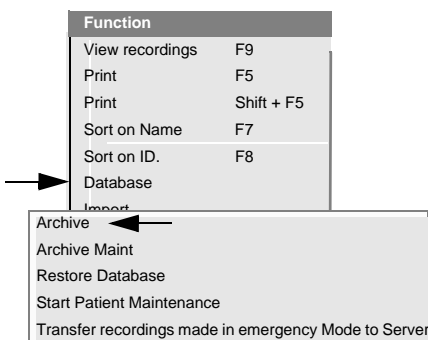 Function
View recordings F9
Print F5
Print Shift + F5
Sort on Name F7
Sort on ID. F8
Database
Import
Archive
Archive Maint
Restore Database
Start Patient Maintenance
Transfer recordings made in emergency Mode to Server